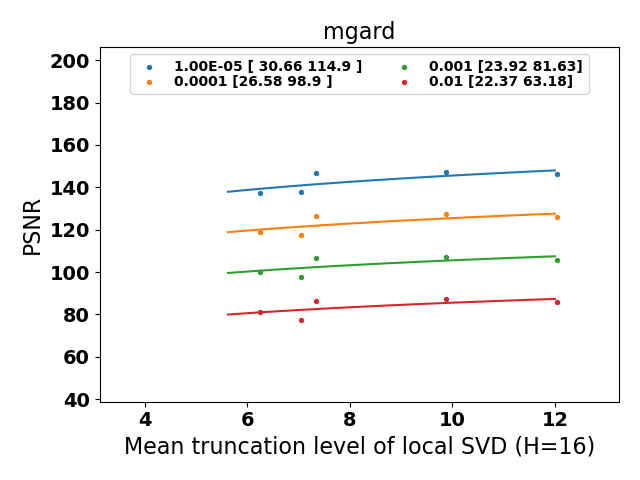 mgard
1.00E-05 [ 30.66 114.9 ]
0.0001 [26.58 98.9 ]
0.001 [23.92 81.63]
0.01 [22.37 63.18]
PSNR
200
180
160
140
120
100
80
60
40
4 6 8 10 12
Mean truncation level of local SVD (H=16)